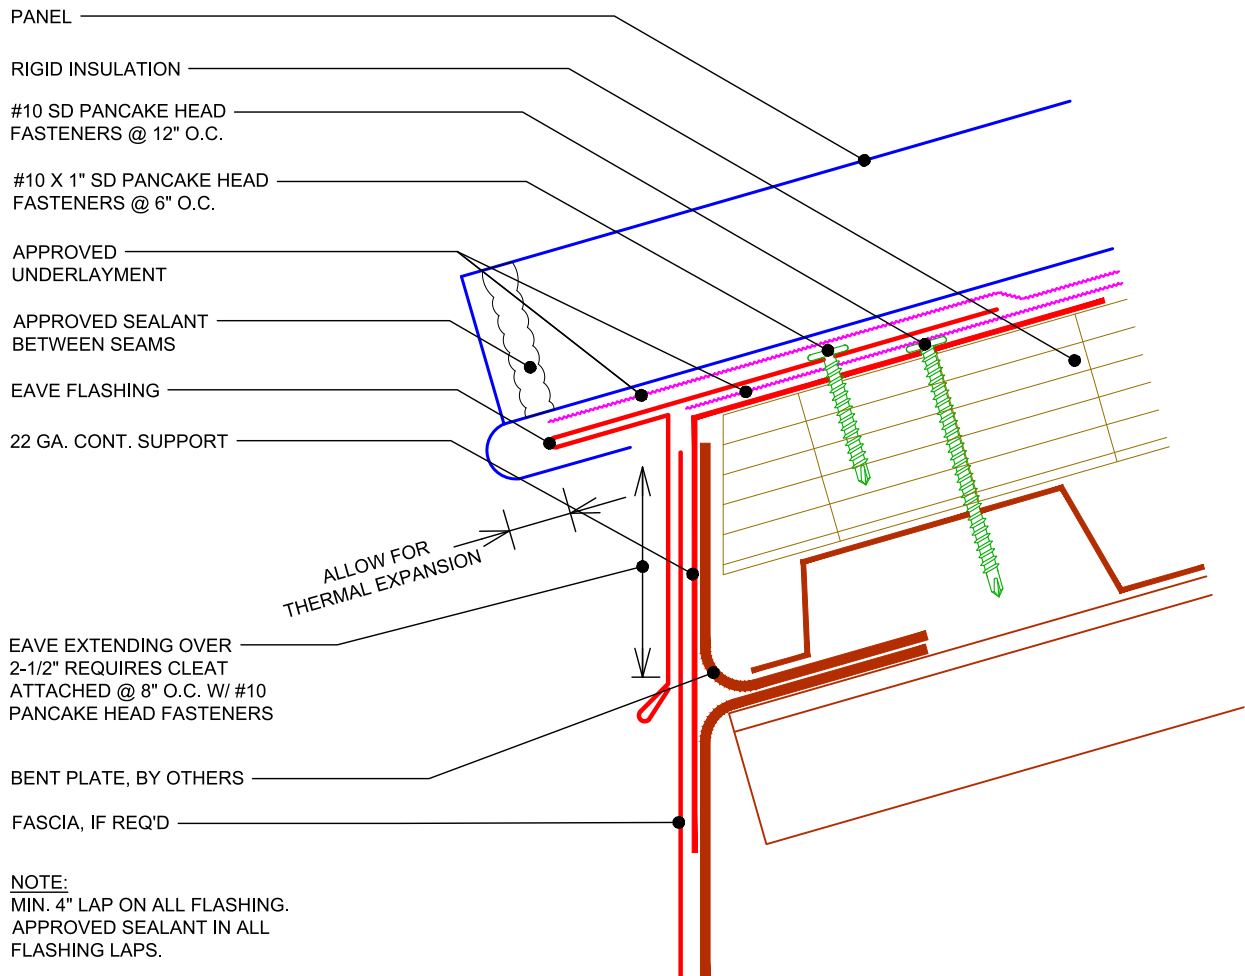 PANEL
RIGID INSULATION
#10 SD PANCAKE HEAD
FASTENERS @ 12" O.C.
#10 X 1" SD PANCAKE HEAD
FASTENERS @ 6" O.C.
APPROVED
UNDERLAYMENT
APPROVED SEALANT
BETWEEN SEAMS
EAVE FLASHING
22 GA. CONT. SUPPORT
ALLOW FOR
THERMAL EXPANSION
EAVE EXTENDING OVER
2-1/2" REQUIRES CLEAT
ATTACHED @ 8" O.C. W/ #10
PANCAKE HEAD FASTENERS
BENT PLATE, BY OTHERS
FASCIA, IF REQ'D
NOTE:
MIN. 4" LAP ON ALL FLASHING.
APPROVED SEALANT IN ALL
FLASHING LAPS.